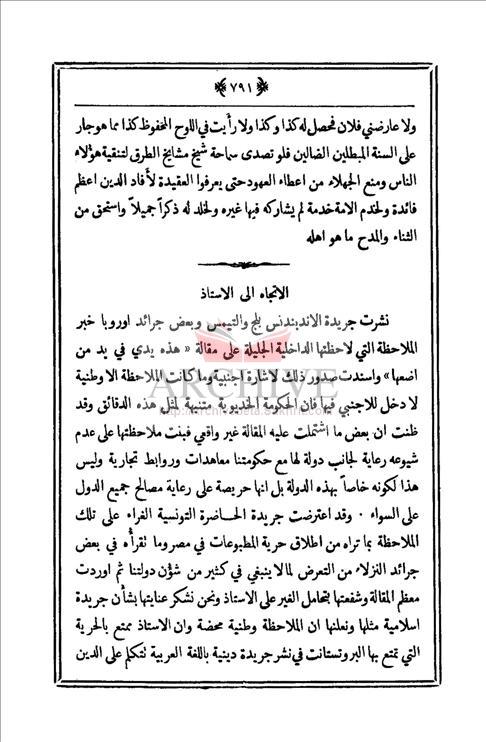 ٧٩١
ولا عارضني فلان فحصل له كذا وكذا ولا رأيت في اللوح المحفوظ كذا مما هو جار
على السنة المبطلين الضالين فلو تصدى سماحة شيخ مشايخ الطرق لتنقية هؤلاء
الناس ومنع الجهلاء من اعطاء العهود حتى يعرفوا العقيدة لأفاد الدين اعظم
فائدة ولخدم الامة خدمة لم يشاركه فيها غيره ولخلد له ذكراً جميلاً واستحق من
الثناء والمدح ما هو اهله
الاتجاه الى الاستاذ
نشرت جريدة الاندبندنس بلج والتيمس وبعض جرائد اوروبا خبر
الملاحظة التي لاحظتها الداخلية الجليلة على مقالة « هذه يدي في يد من
اضعها » واسندت صدور ذلك لاشارة اجنبية وما كانت الملاحظة الا وطنية
لا دخل للاجنبي فيها فان الحكومة الخديوية متنبهة لمثل هذه الدقائق وقد
ظنت ان بعض ما اشتملت عليه المقالة غير واقعي فبنت ملاحظتها على عدم
شيوعه رعاية لجانب دولة لها مع حكومتنا معاهدات وروابط تجارية وليس
هذا لكونه خاصاً بهذه الدولة بل انها حريصة على رعاية مصالح جميع الدول
على السواء . وقد اعترضت جريدة الحاضرة التونسية الغراء على تلك
الملاحظة بما تراه من اطلاق حرية المطبوعات في مصر وما نقرأه في بعض
جرائد النزلاء من التعرض لما لا ينبغي في كثير من شؤن دولتنا ثم اوردت
معظم المقالة وشفعتها بتحامل الغير على الاستاذ ونحن نشكر عنايتها بشأن جريدة
اسلامية مثلها ونعلنها ان الملاحظة وطنية محضة وان الاستاذ ممتع بالحرية
التي تمتع بها البروتستانت في نشر جريدة دينية باللغة العربية نتكلم على الدين
ARCHIVE